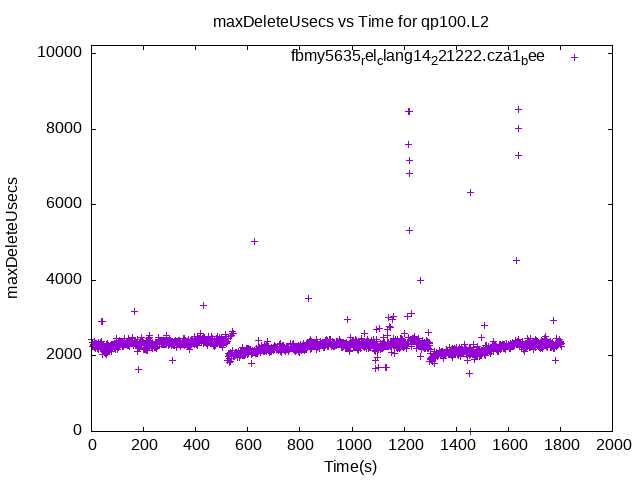 maxDeleteUsecs vs Time for qp100.L2
fbmy5635relclang14221222.cza1bee
10000
8000
6000
4000
2000
0
maxDeleteUsecs
0 200 400 600 800 1000 1200 1400 1600 1800 2000
Time(s)